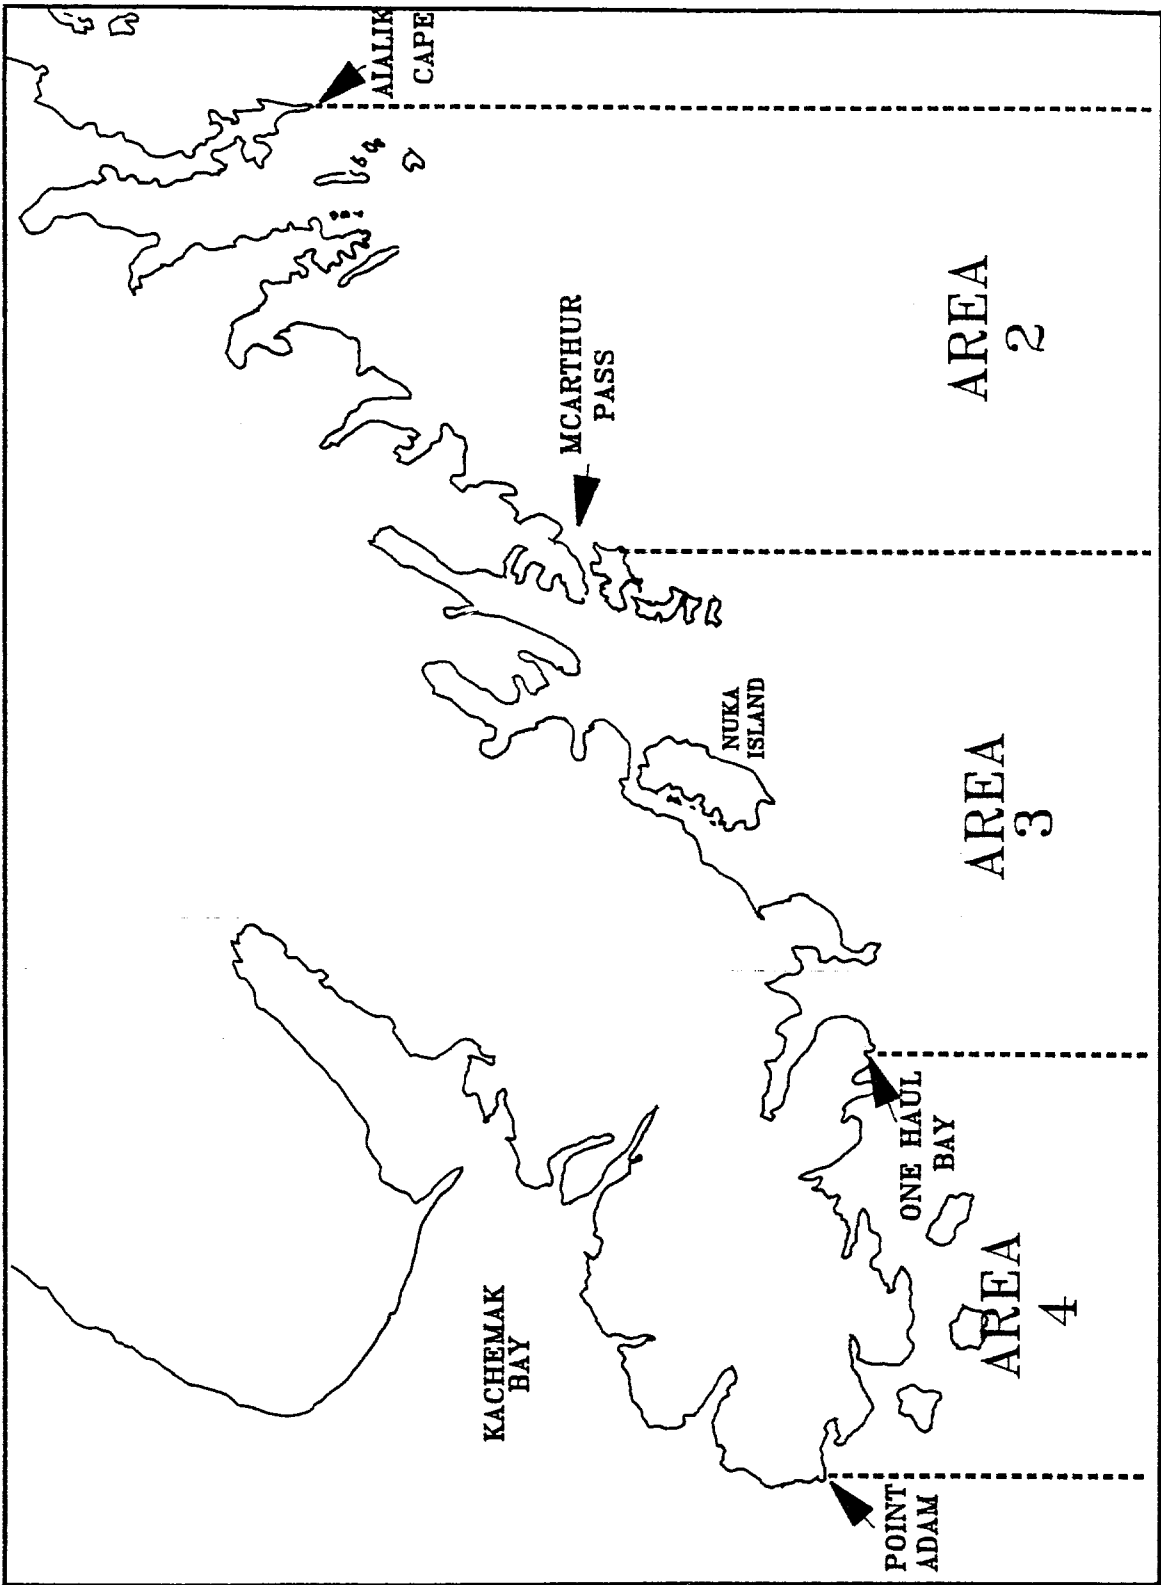 AIALIK
CAPE
MCARTHUR
PASS
AREA
2
NUKA
ISLAND
AREA
3
KACHEMAK
BAY
ONE HAUL
BAY
AREA
4
POINT
ADAM